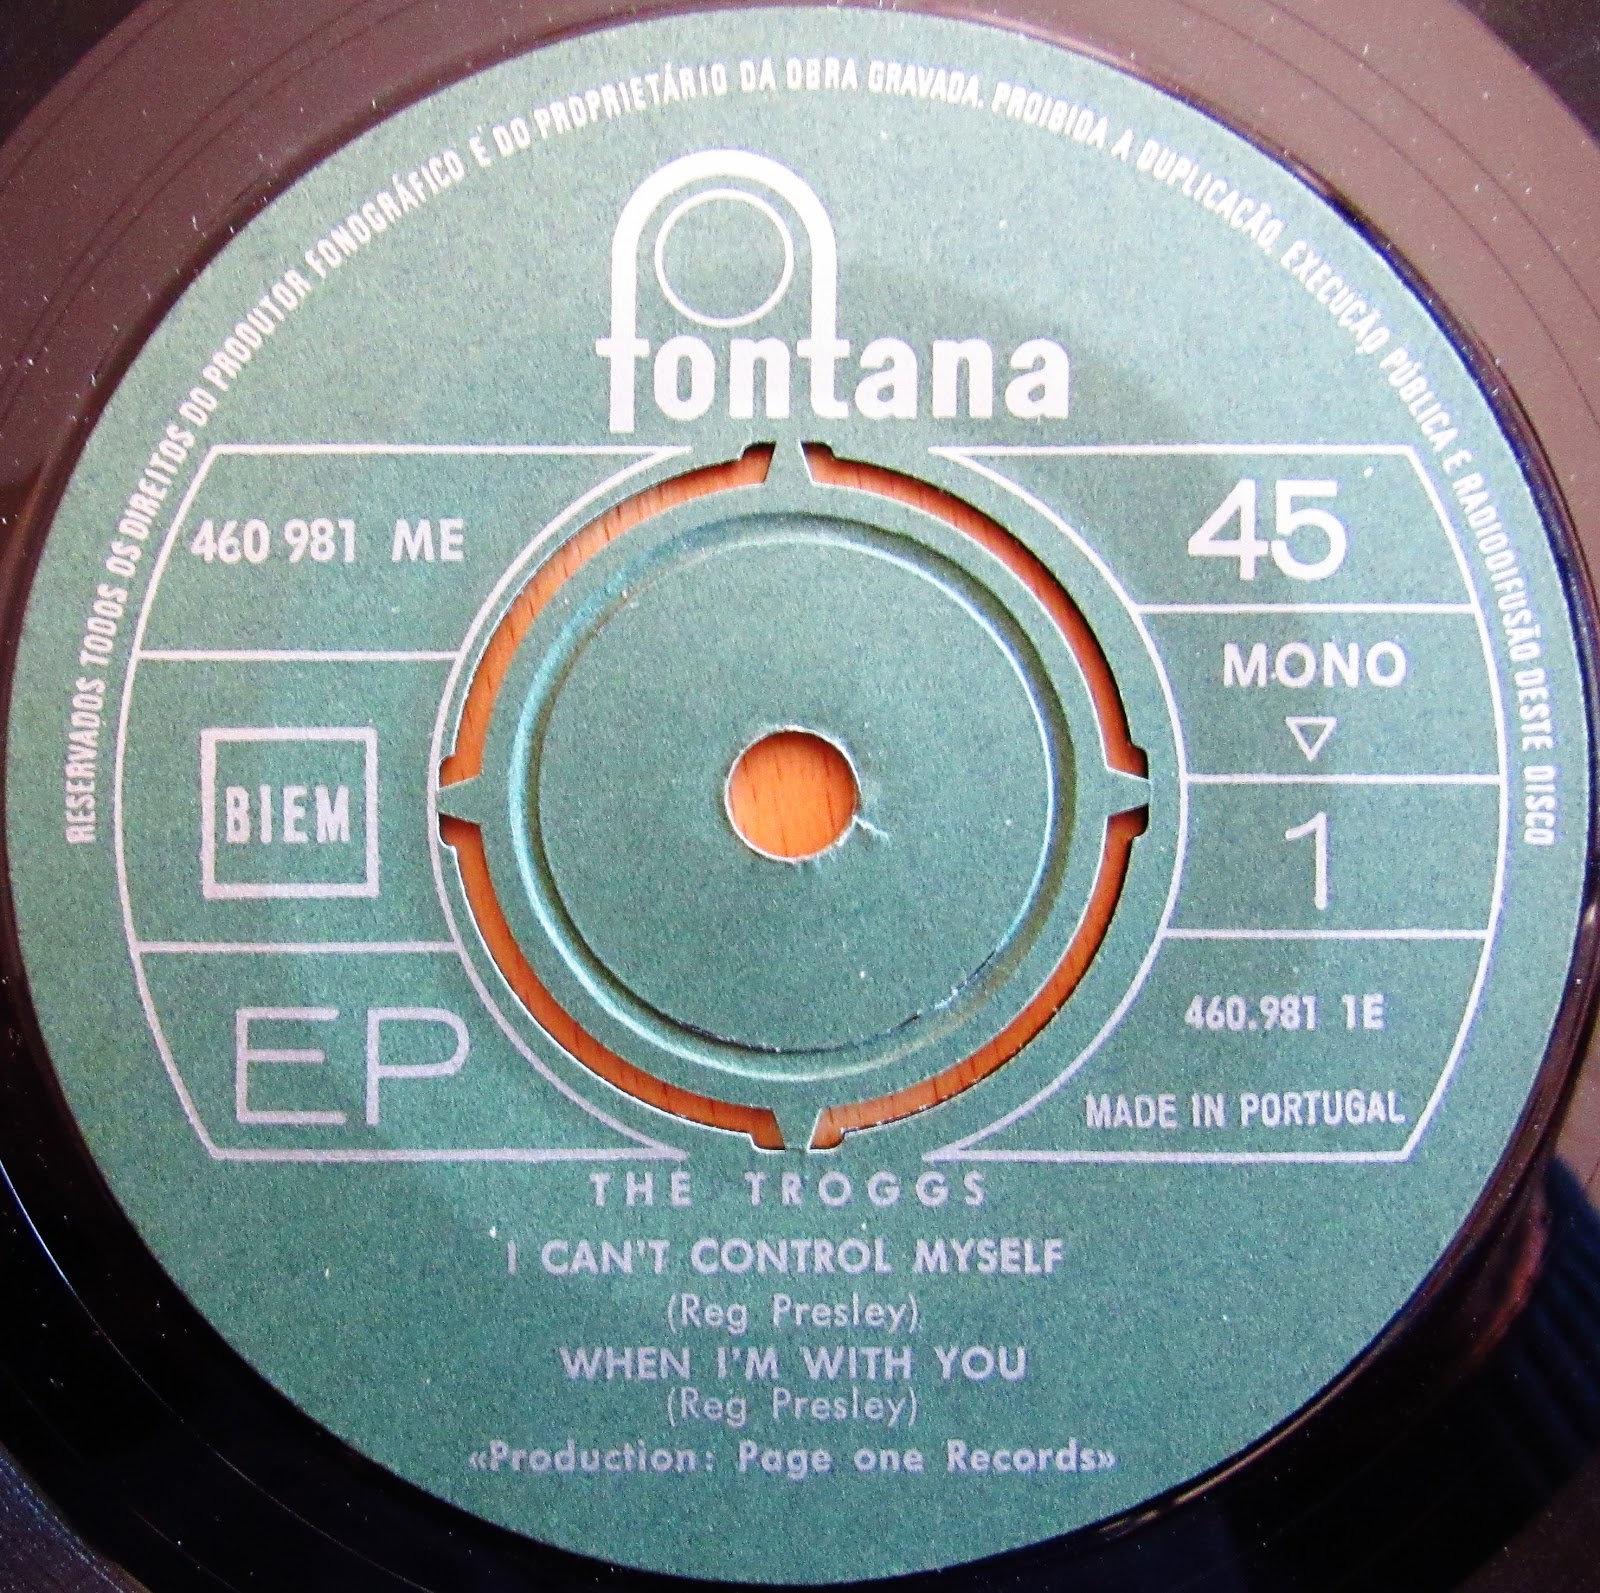 RESERVADOS TODOS OS DIREITOS DO PRODUTOR FONOGRÁFICO E DO PROPRIETÁRIO DA OBRA GRAVADA. PROIBIDA A DUPLICAÇÃO, EXECUÇÃO PÚBLICA E RADIODIFUSÃO DESTE DISCO
fontana
460 981 ME
45
MONO
BIEM
1
EP
460.981 1E
MADE IN PORTUGAL
THE TROGGS
I CAN'T CONTROL MYSELF
(Reg Presley)
WHEN I'M WITH YOU
(Reg Presley)
«Production: Page one Records»